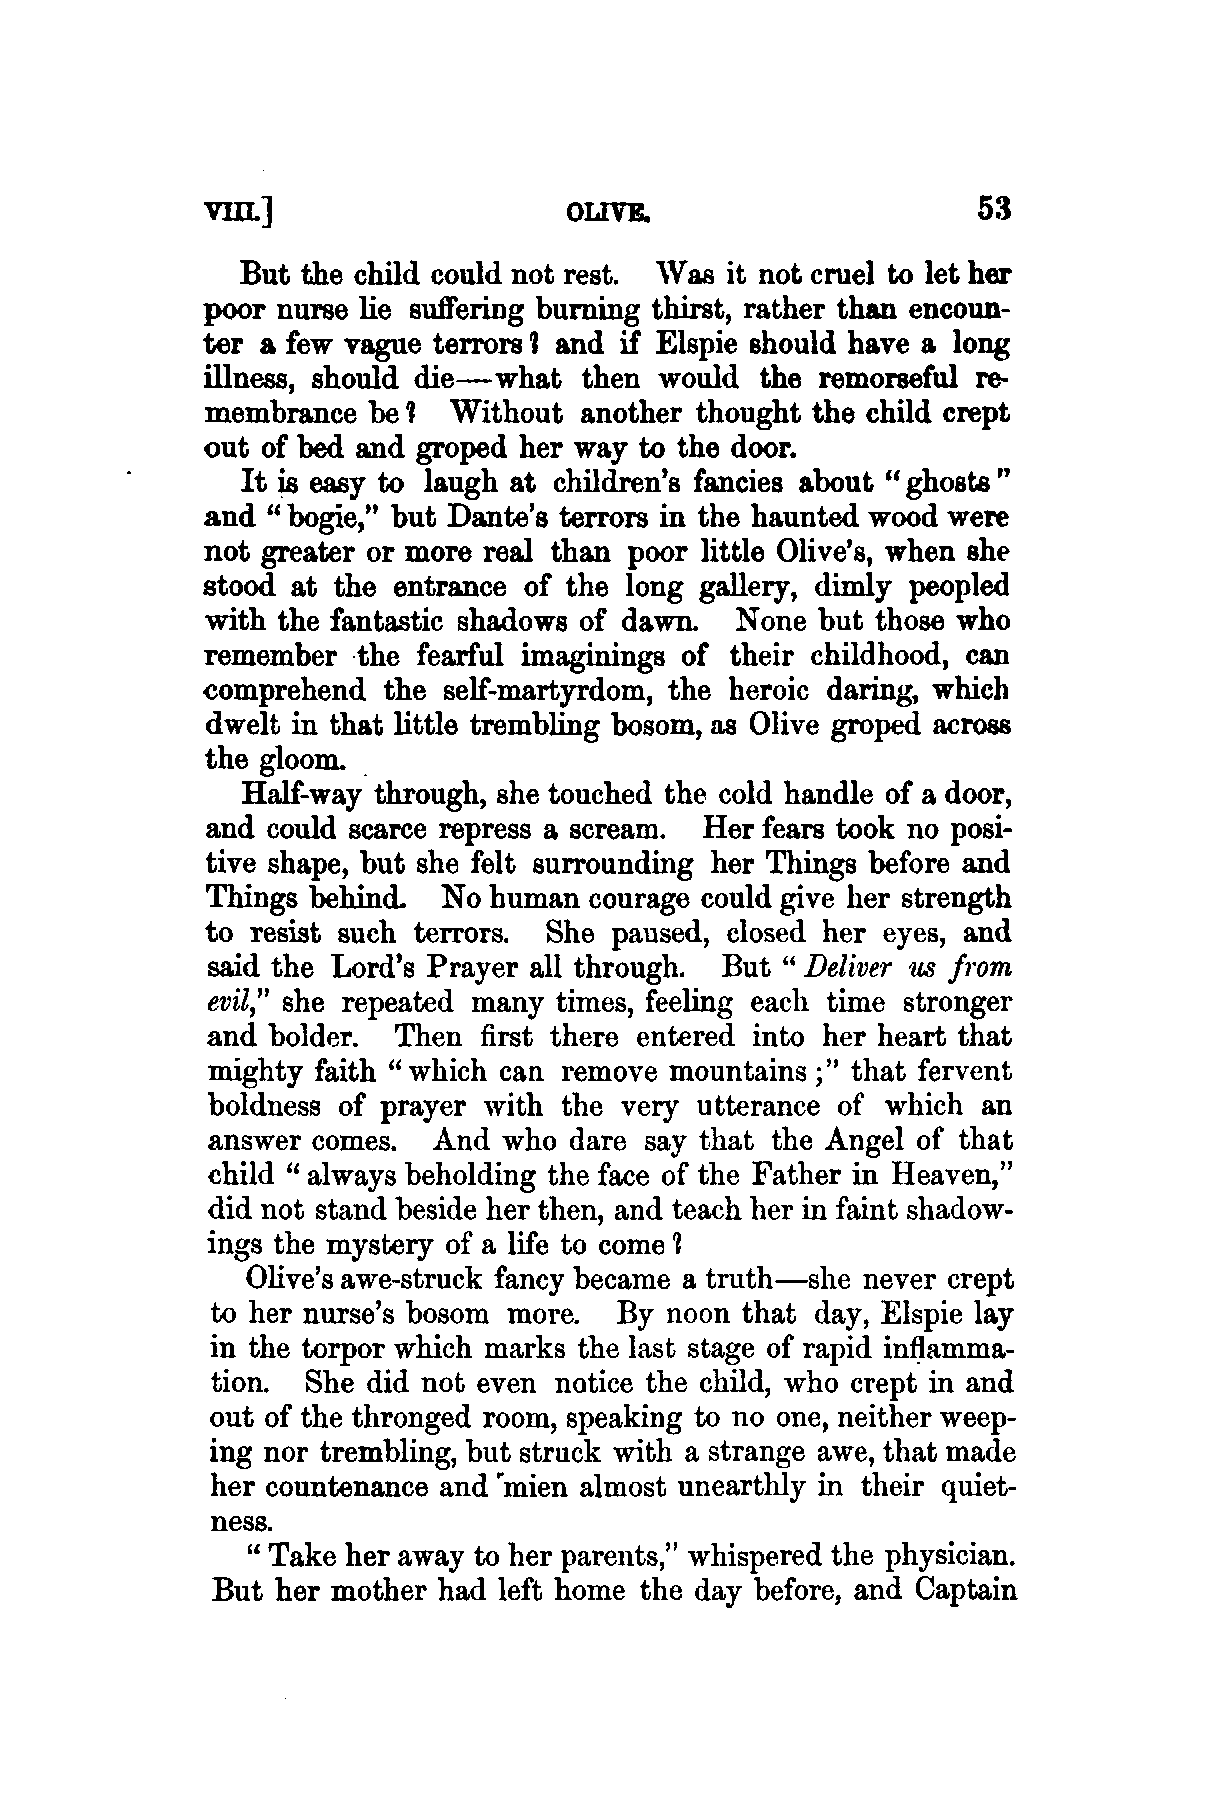 VIII.] OLIVE. 53
But the child could not rest. Was it not cruel to let her
poor nurse lie suffering burning thirst, rather than encoun-
ter a few vague terrors? and if Elspie should have a long
illness, should die—what then would the remorseful re-
membrance be? Without another thought the child crept
out of bed and groped her way to the door.
It is easy to laugh at children's fancies about "ghosts"
and "bogie," but Dante's terrors in the haunted wood were
not greater or more real than poor little Olive's, when she
stood at the entrance of the long gallery, dimly peopled
with the fantastic shadows of dawn. None but those who
remember the fearful imaginings of their childhood, can
comprehend the self-martyrdom, the heroic daring, which
dwelt in that little trembling bosom, as Olive groped across
the gloom.
Half-way through, she touched the cold handle of a door,
and could scarce repress a scream. Her fears took no posi-
tive shape, but she felt surrounding her Things before and
Things behind. No human courage could give her strength
to resist such terrors. She paused, closed her eyes, and
said the Lord's Prayer all through. But "Deliver us from
evil," she repeated many times, feeling each time stronger
and bolder. Then first there entered into her heart that
mighty faith "which can remove mountains;" that fervent
boldness of prayer with the very utterance of which an
answer comes. And who dare say that the Angel of that
child "always beholding the face of the Father in Heaven,"
did not stand beside her then, and teach her in faint shadow-
ings the mystery of a life to come?
Olive's awe-struck fancy became a truth—she never crept
to her nurse's bosom more. By noon that day, Elspie lay
in the torpor which marks the last stage of rapid inflamma-
tion. She did not even notice the child, who crept in and
out of the thronged room, speaking to no one, neither weep-
ing nor trembling, but struck with a strange awe, that made
her countenance and mien almost unearthly in their quiet-
ness.
"Take her away to her parents," whispered the physician.
But her mother had left home the day before, and Captain